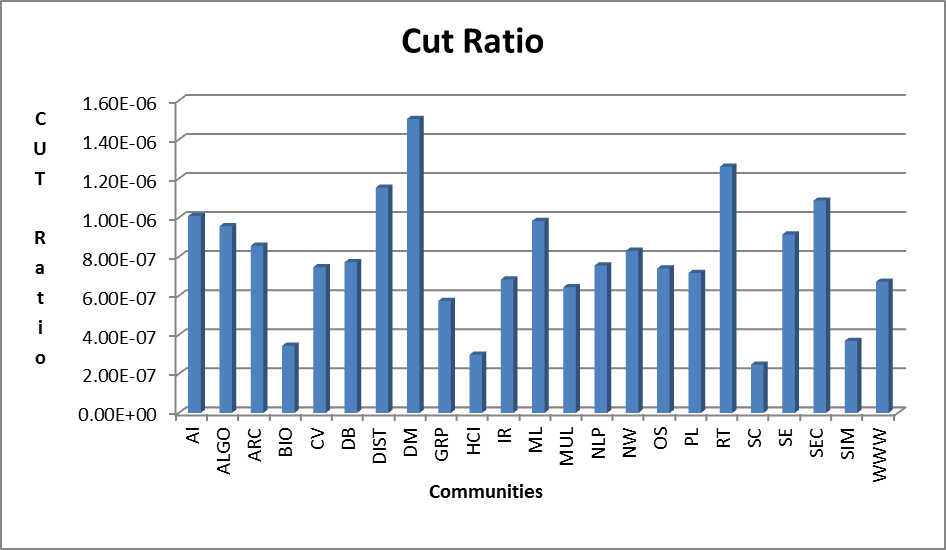 Cut Ratio
CUT Ratio
1.60E-06
1.40E-06
1.20E-06
1.00E-06
8.00E-07
6.00E-07
4.00E-07
2.00E-07
0.00E+00
AI
ALGO
ARC
BIO
CV
DB
DIST
DM
GRP
HCI
IR
ML
MUL
NLP
NW
OS
PL
RT
SC
SE
SEC
SIM
WWW
Communities